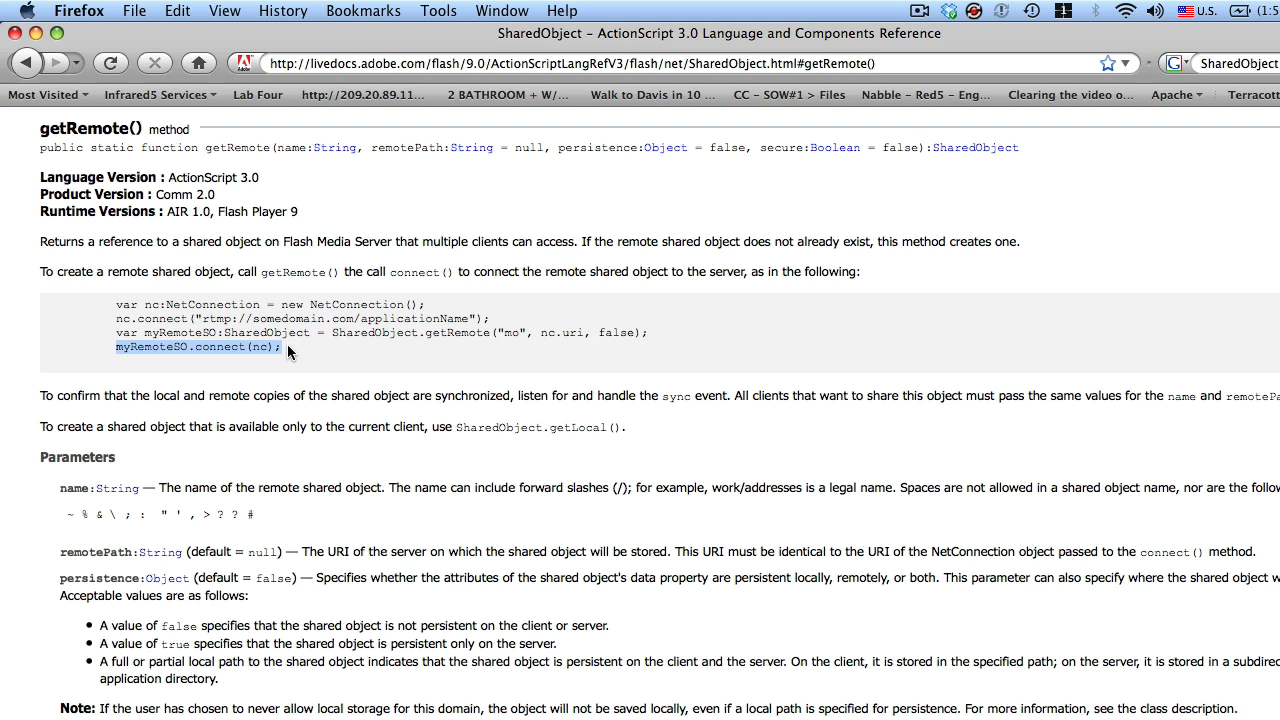 Firefox File Edit View History Bookmarks Tools Window Help U.S. (1:5
SharedObject – ActionScript 3.0 Language and Components Reference
http://livedocs.adobe.com/flash/9.0/ActionScriptLangRefV3/flash/net/SharedObject.html#getRemote() SharedObject
Most Visited Infrared5 Services Lab Four http://209.20.89.11... 2 BATHROOM + W/... Walk to Davis in 10 ... CC – SOW#1 > Files Nabble – Red5 – Eng... Clearing the video o... Apache Terracott
getRemote() method
public static function getRemote(name:String, remotePath:String = null, persistence:Object = false, secure:Boolean = false):SharedObject
Language Version : ActionScript 3.0
Product Version : Comm 2.0
Runtime Versions : AIR 1.0, Flash Player 9
Returns a reference to a shared object on Flash Media Server that multiple clients can access. If the remote shared object does not already exist, this method creates one.
To create a remote shared object, call getRemote() the call connect() to connect the remote shared object to the server, as in the following:
var nc:NetConnection = new NetConnection();
nc.connect("rtmp://somedomain.com/applicationName");
var myRemoteSO:SharedObject = SharedObject.getRemote("mo", nc.uri, false);
myRemoteSO.connect(nc);
To confirm that the local and remote copies of the shared object are synchronized, listen for and handle the sync event. All clients that want to share this object must pass the same values for the name and remotePa
To create a shared object that is available only to the current client, use SharedObject.getLocal().
Parameters
name:String — The name of the remote shared object. The name can include forward slashes (/); for example, work/addresses is a legal name. Spaces are not allowed in a shared object name, nor are the follow
~ % & \ ; : " ' , > ? ? #
remotePath:String (default = null) — The URI of the server on which the shared object will be stored. This URI must be identical to the URI of the NetConnection object passed to the connect() method.
persistence:Object (default = false) — Specifies whether the attributes of the shared object's data property are persistent locally, remotely, or both. This parameter can also specify where the shared object w
Acceptable values are as follows:
• A value of false specifies that the shared object is not persistent on the client or server.
• A value of true specifies that the shared object is persistent only on the server.
• A full or partial local path to the shared object indicates that the shared object is persistent on the client and the server. On the client, it is stored in the specified path; on the server, it is stored in a subdirec
application directory.
Note: If the user has chosen to never allow local storage for this domain, the object will not be saved locally, even if a local path is specified for persistence. For more information, see the class description.